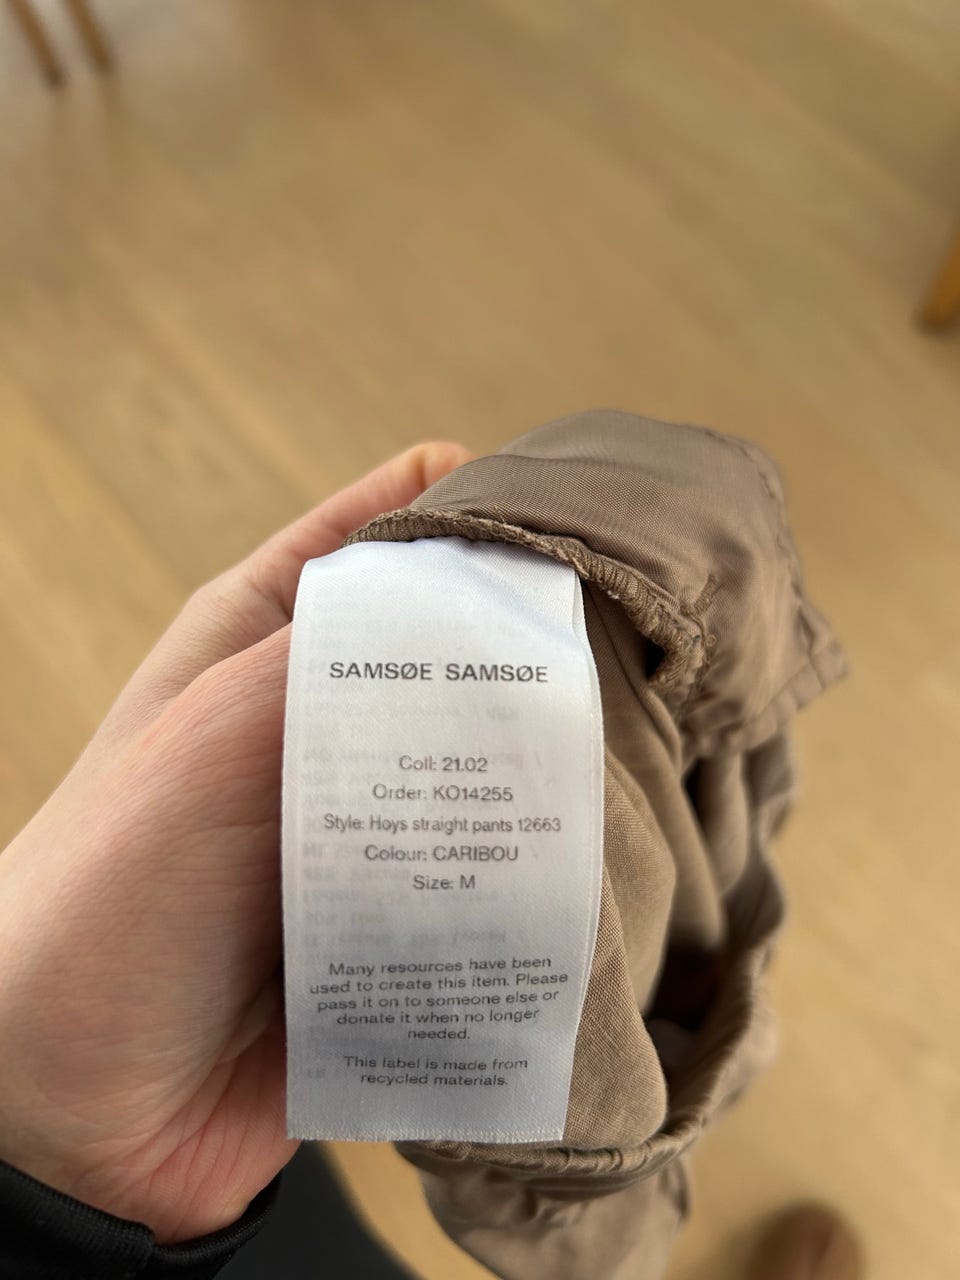 SAMSØE SAMSØE
Coll: 21.02
Order: KO14255
Style: Hoys straight pants 12663
Colour: CARIBOU
Size: M
Many resources have been
used to create this item. Please
pass it on to someone else or
donate it when no longer
needed.
This label is made from
recycled materials.